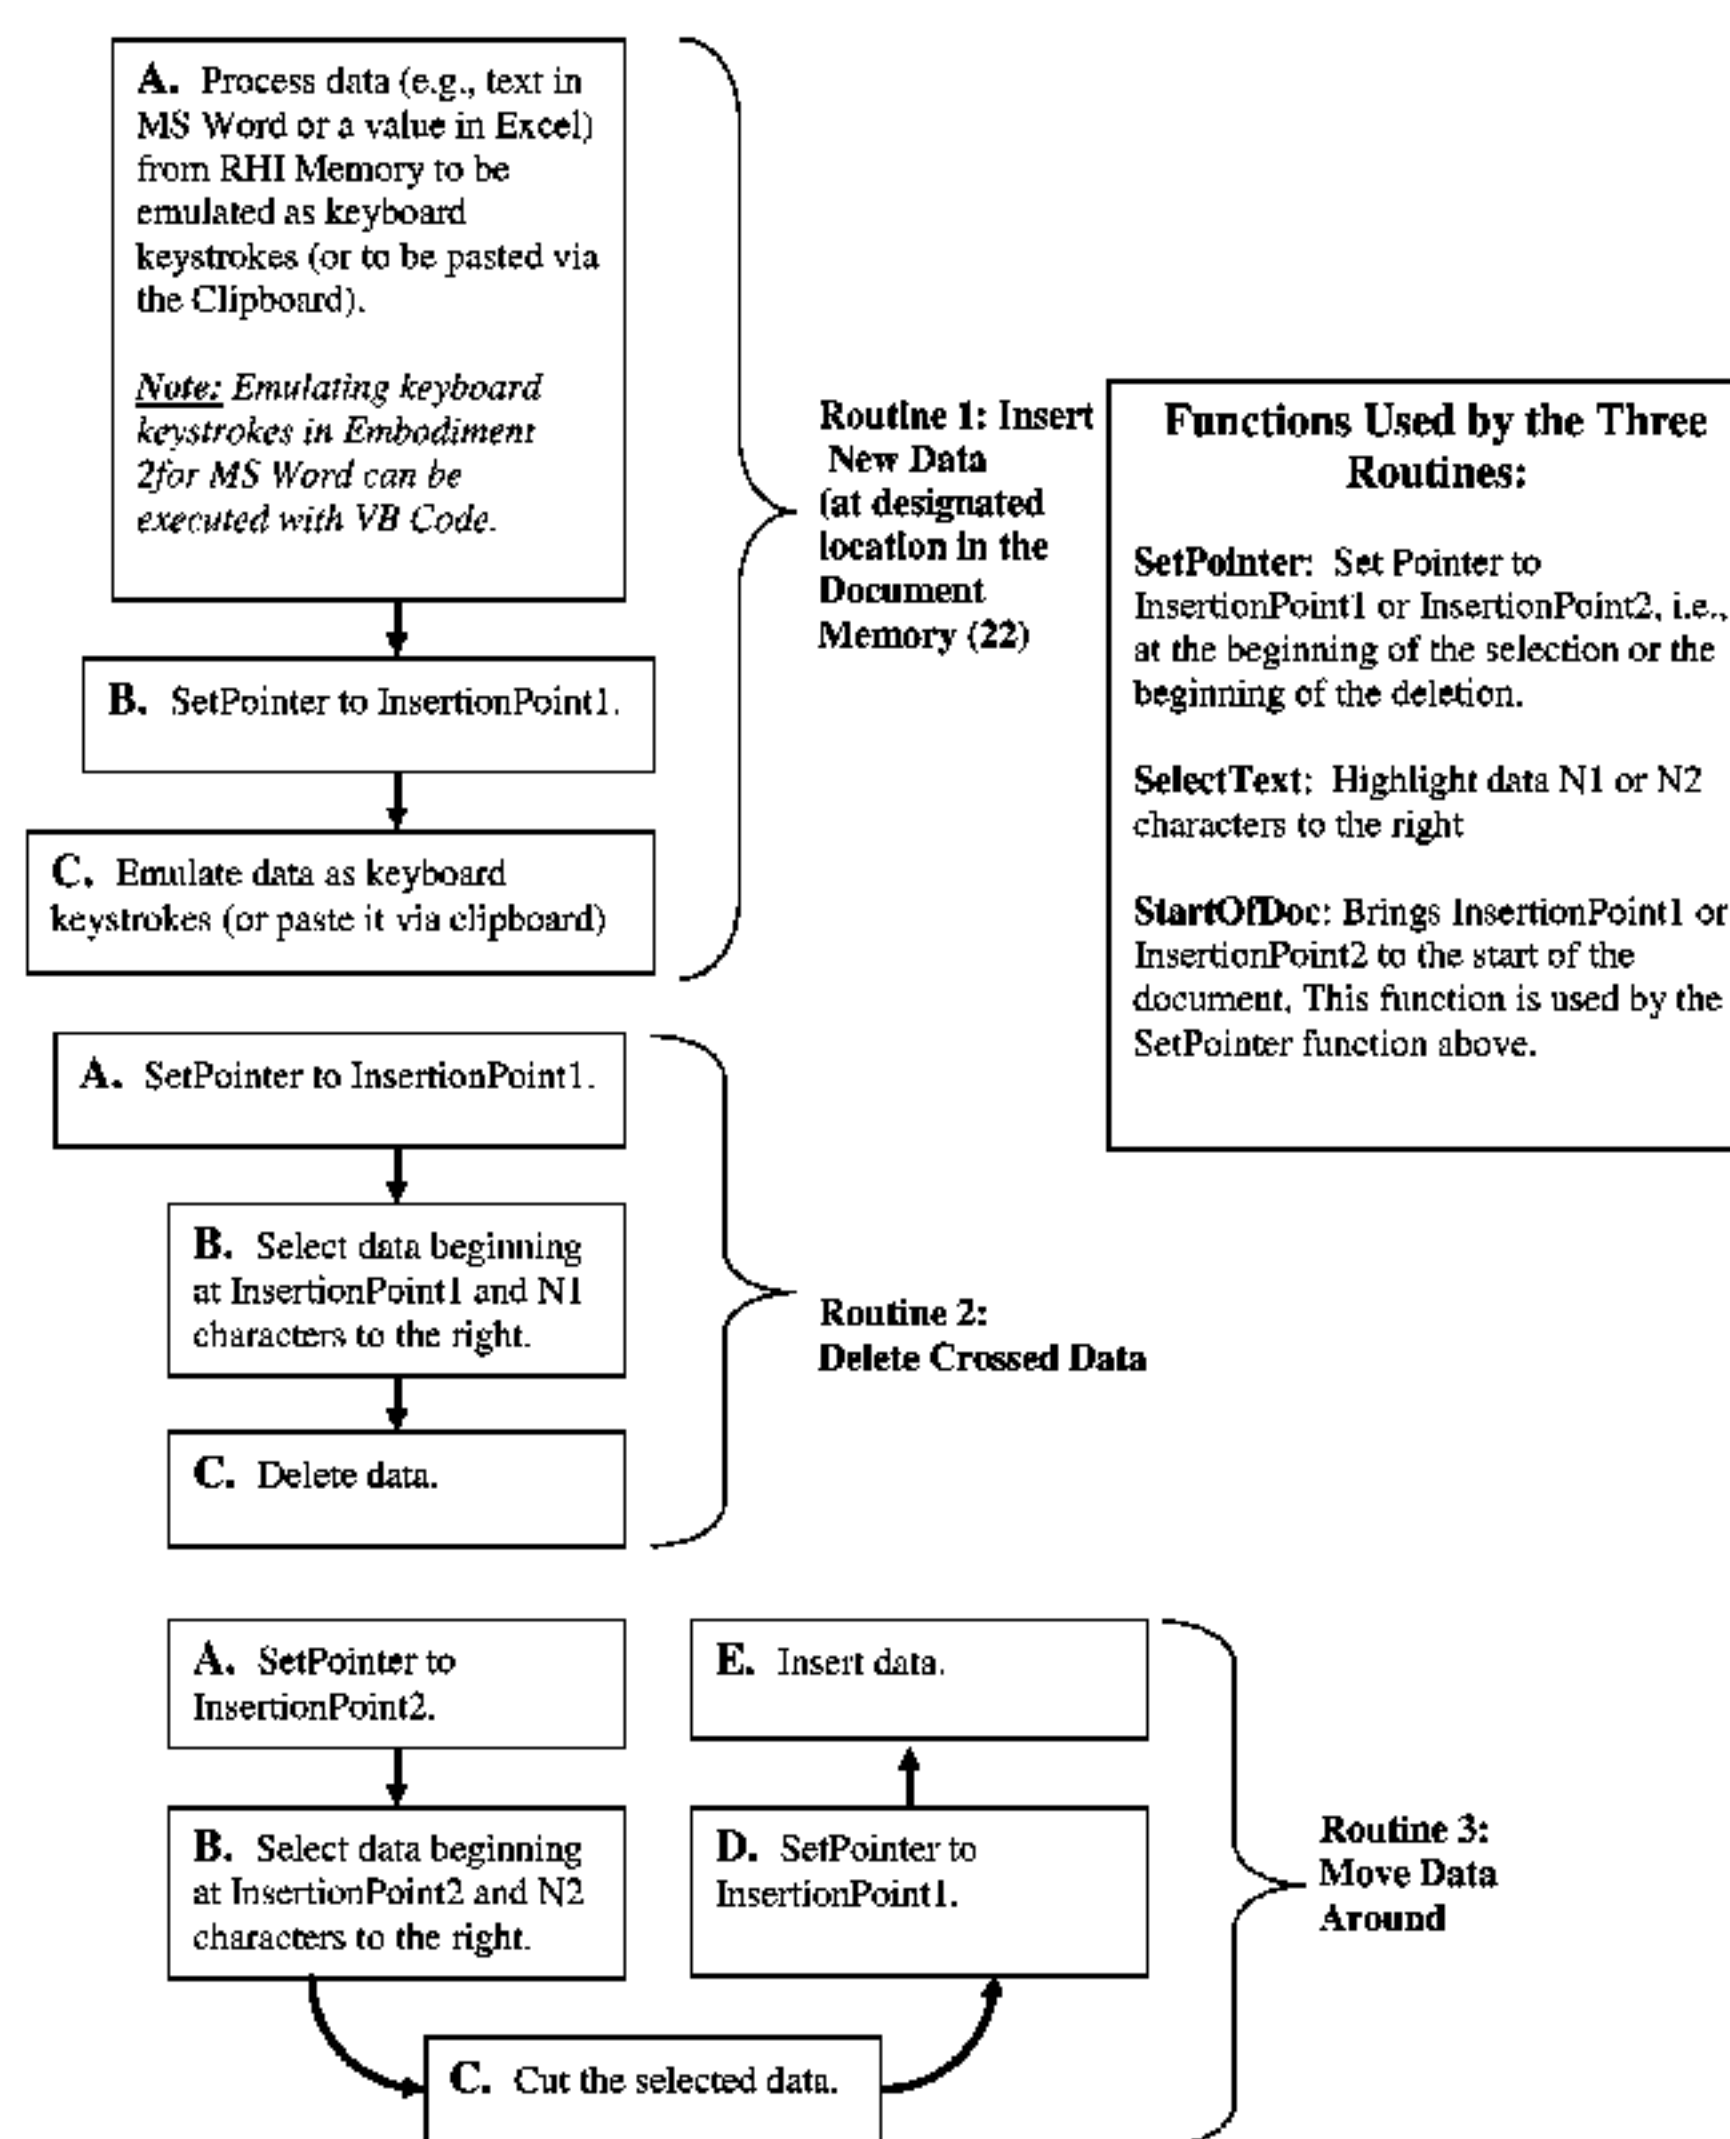 A. Process data (e.g., text in
MS Word or a value in Excel)
from RHI Memory to be
emulated as keyboard
keystrokes (or to be pasted via
the Clipboard).
Note: Emulating keyboard
keystrokes in Embodiment
2for MS Word can be
executed with VB Code.
B. SetPointer to InsertionPoint1.
C. Emulate data as keyboard
keystrokes (or paste it via clipboard)
Routine 1: Insert
New Data
(at designated
location in the
Document
Memory (22)
Functions Used by the Three
Routines:
SetPointer: Set Pointer to
InsertionPoint1 or InsertionPoint2, i.e.,
at the beginning of the selection or the
beginning of the deletion.
SelectText: Highlight data N1 or N2
characters to the right
StartOfDoc: Brings InsertionPoint1 or
InsertionPoint2 to the start of the
document. This function is used by the
SetPointer function above.
A. SetPointer to InsertionPoint1.
B. Select data beginning
at InsertionPoint1 and N1
characters to the right.
C. Delete data.
Routine 2:
Delete Crossed Data
A. SetPointer to
InsertionPoint2.
B. Select data beginning
at InsertionPoint2 and N2
characters to the right.
C. Cut the selected data.
D. SetPointer to
InsertionPoint1.
E. Insert data.
Routine 3:
Move Data
Around